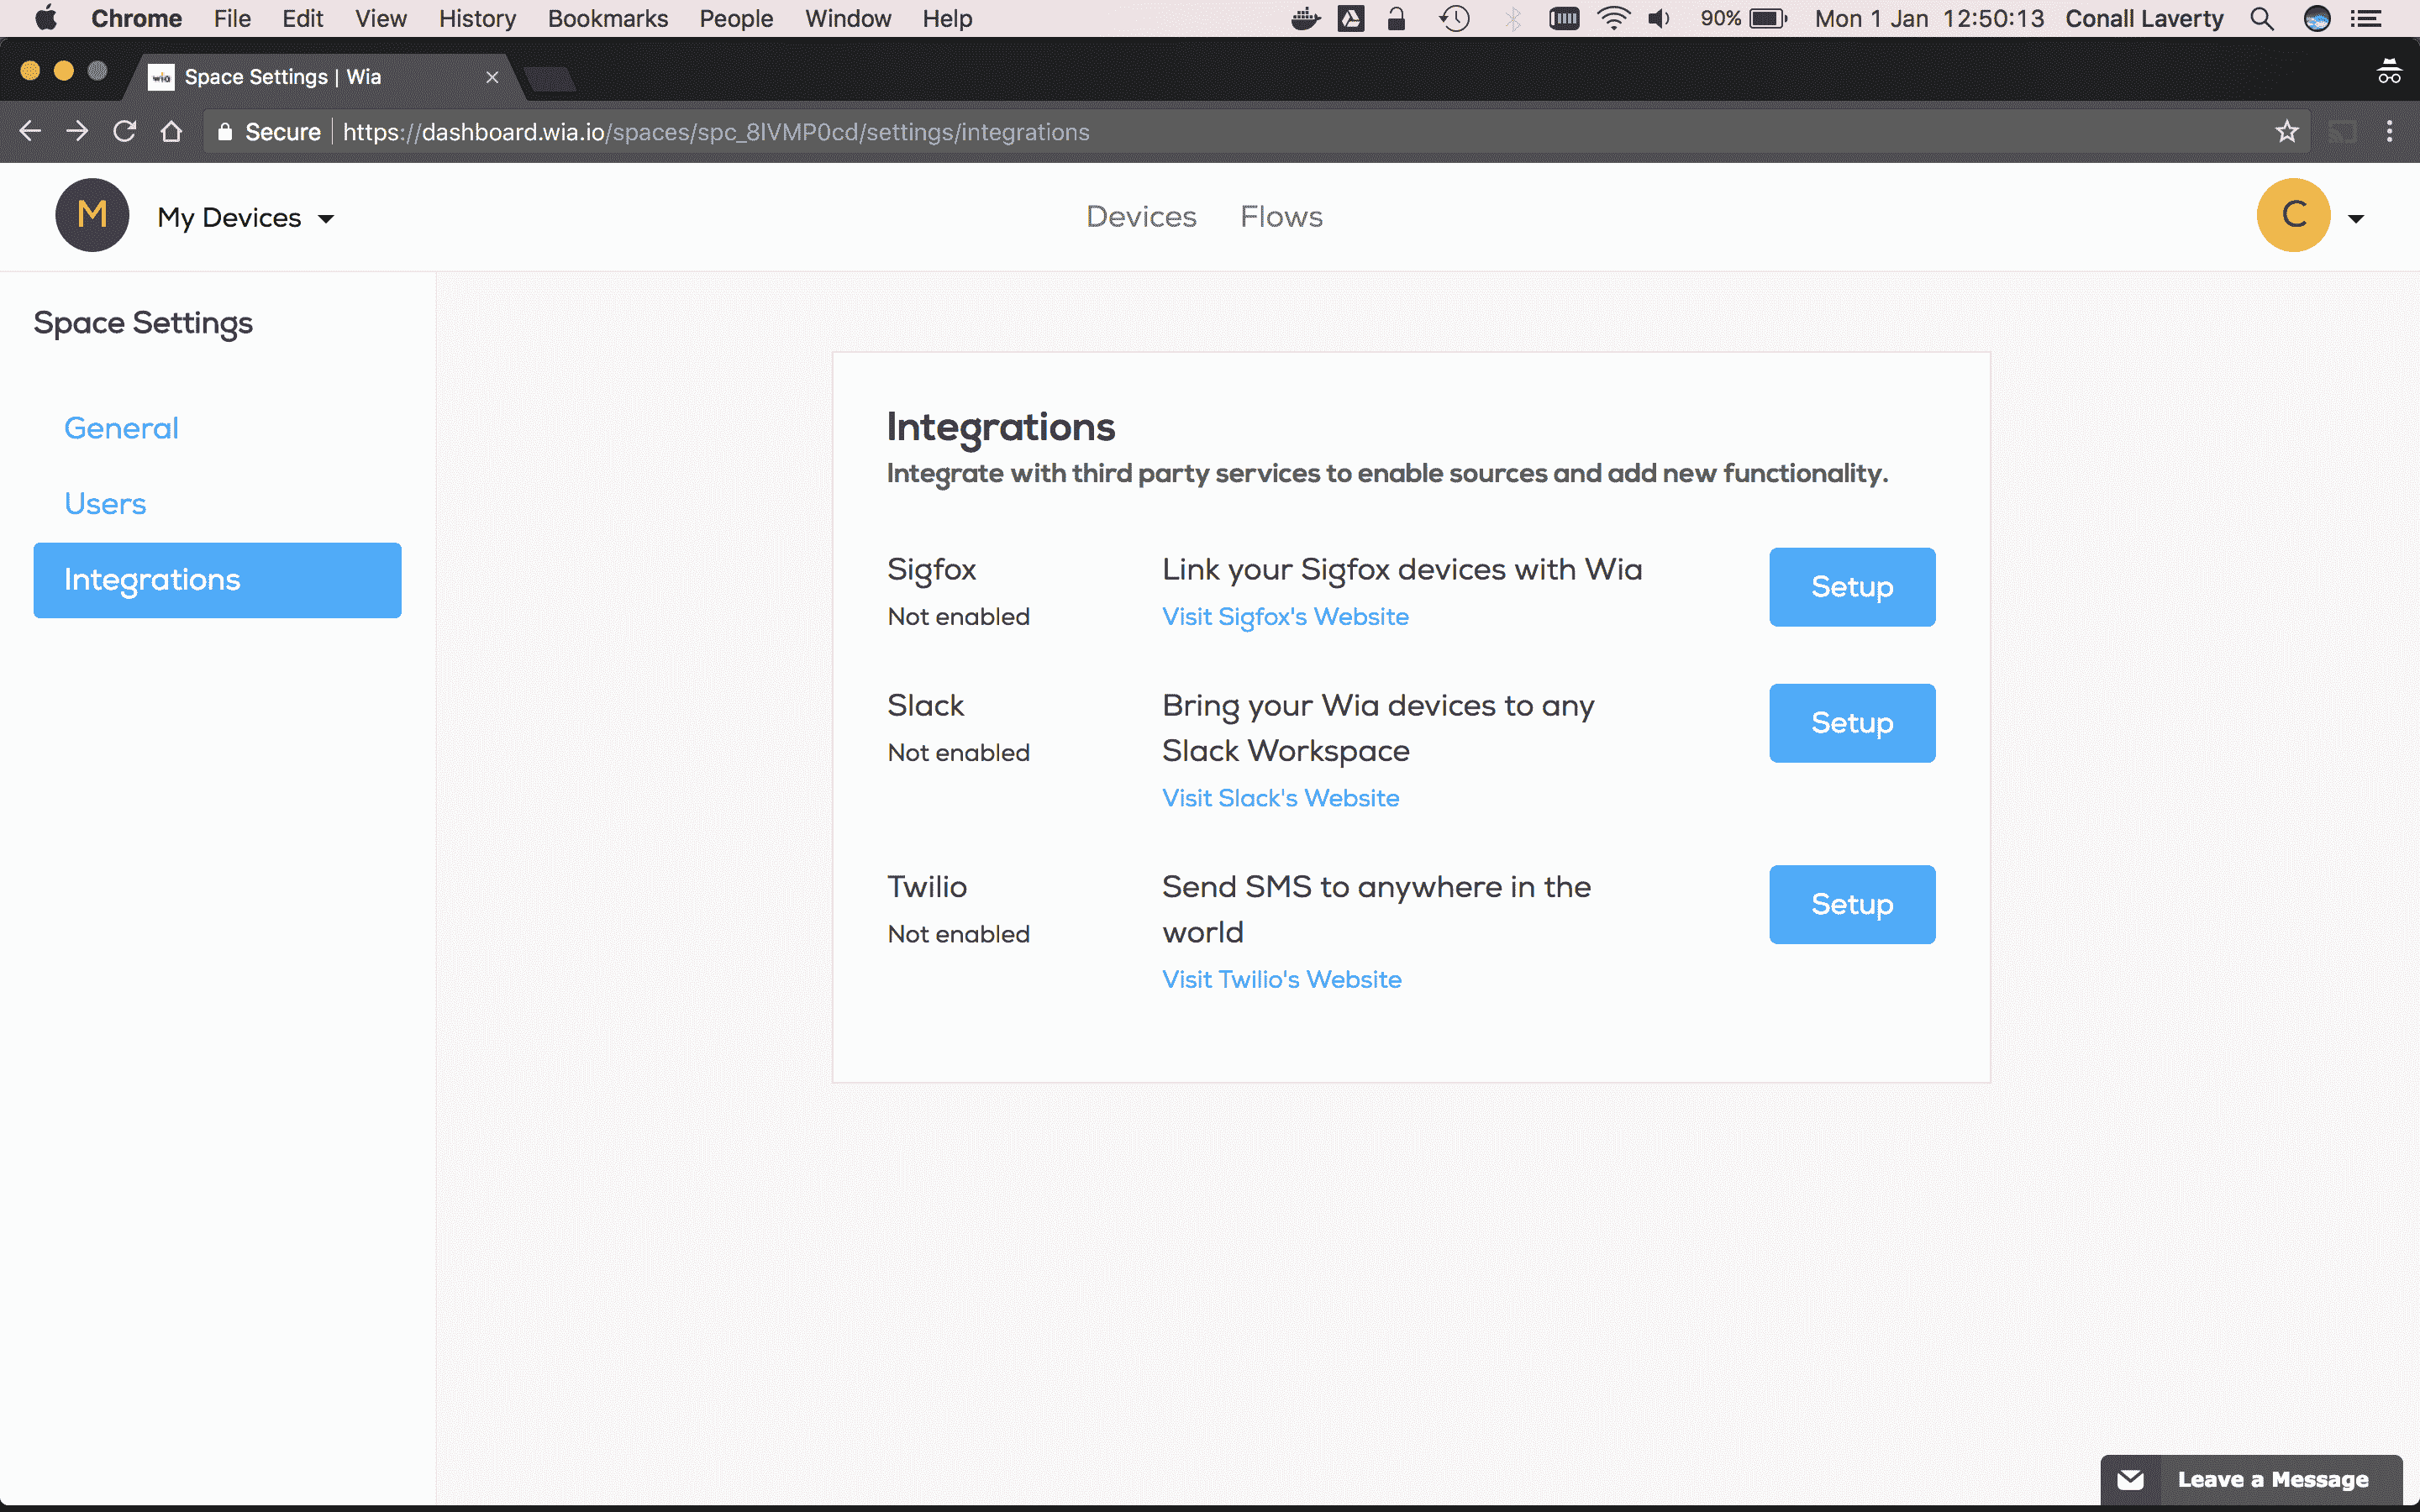 Chrome File Edit View History Bookmarks People Window Help 90% Mon 1 Jan 12:50:13 Conall Laverty
wia Space Settings | Wia
Secure https://dashboard.wia.io/spaces/spc_8lVMP0cd/settings/integrations
M My Devices Devices Flows C
Space Settings
General
Users
Integrations
Integrations
Integrate with third party services to enable sources and add new functionality.
Sigfox Link your Sigfox devices with Wia Setup
Not enabled Visit Sigfox's Website
Slack Bring your Wia devices to any Setup
Not enabled Slack Workspace
Visit Slack's Website
Twilio Send SMS to anywhere in the Setup
Not enabled world
Visit Twilio's Website
Leave a Message